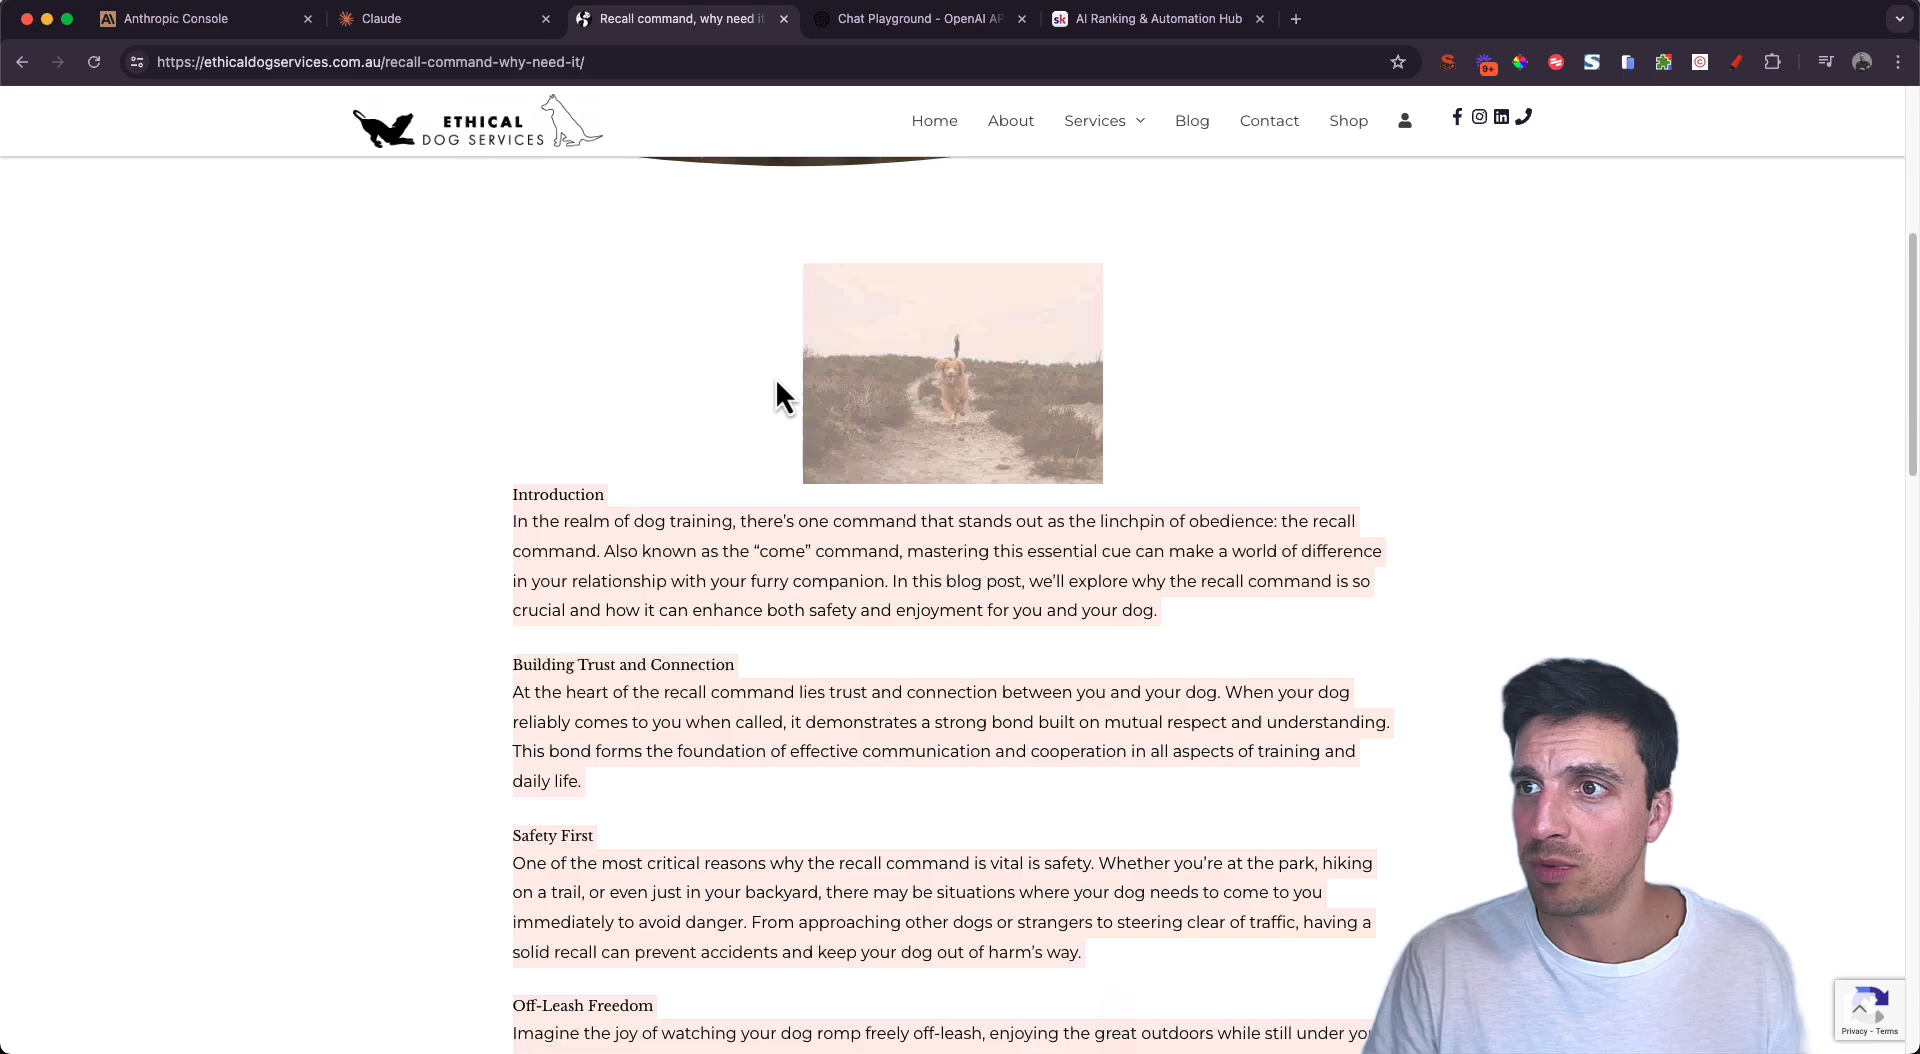 Anthropic Console
Claude
Recall command, why need it
Chat Playground - OpenAI AP
sk AI Ranking & Automation Hub
https://ethicaldogservices.com.au/recall-command-why-need-it/
9+
ETHICAL
DOG SERVICES
Home About Services Blog Contact Shop
Introduction
In the realm of dog training, there’s one command that stands out as the linchpin of obedience: the recall
command. Also known as the “come” command, mastering this essential cue can make a world of difference
in your relationship with your furry companion. In this blog post, we’ll explore why the recall command is so
crucial and how it can enhance both safety and enjoyment for you and your dog.
Building Trust and Connection
At the heart of the recall command lies trust and connection between you and your dog. When your dog
reliably comes to you when called, it demonstrates a strong bond built on mutual respect and understanding.
This bond forms the foundation of effective communication and cooperation in all aspects of training and
daily life.
Safety First
One of the most critical reasons why the recall command is vital is safety. Whether you’re at the park, hiking
on a trail, or even just in your backyard, there may be situations where your dog needs to come to you
immediately to avoid danger. From approaching other dogs or strangers to steering clear of traffic, having a
solid recall can prevent accidents and keep your dog out of harm’s way.
Off-Leash Freedom
Imagine the joy of watching your dog romp freely off-leash, enjoying the great outdoors while still under you
Privacy - Terms